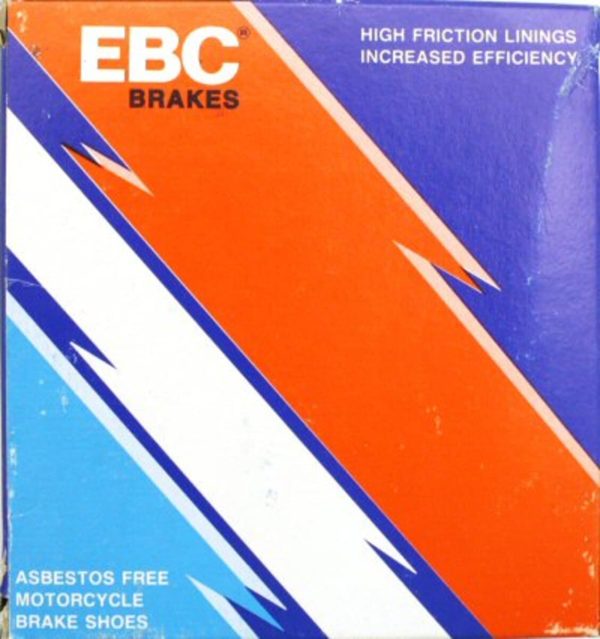 EBC®
BRAKES
HIGH FRICTION LININGS
INCREASED EFFICIENCY
ASBESTOS FREE
MOTORCYCLE
BRAKE SHOES